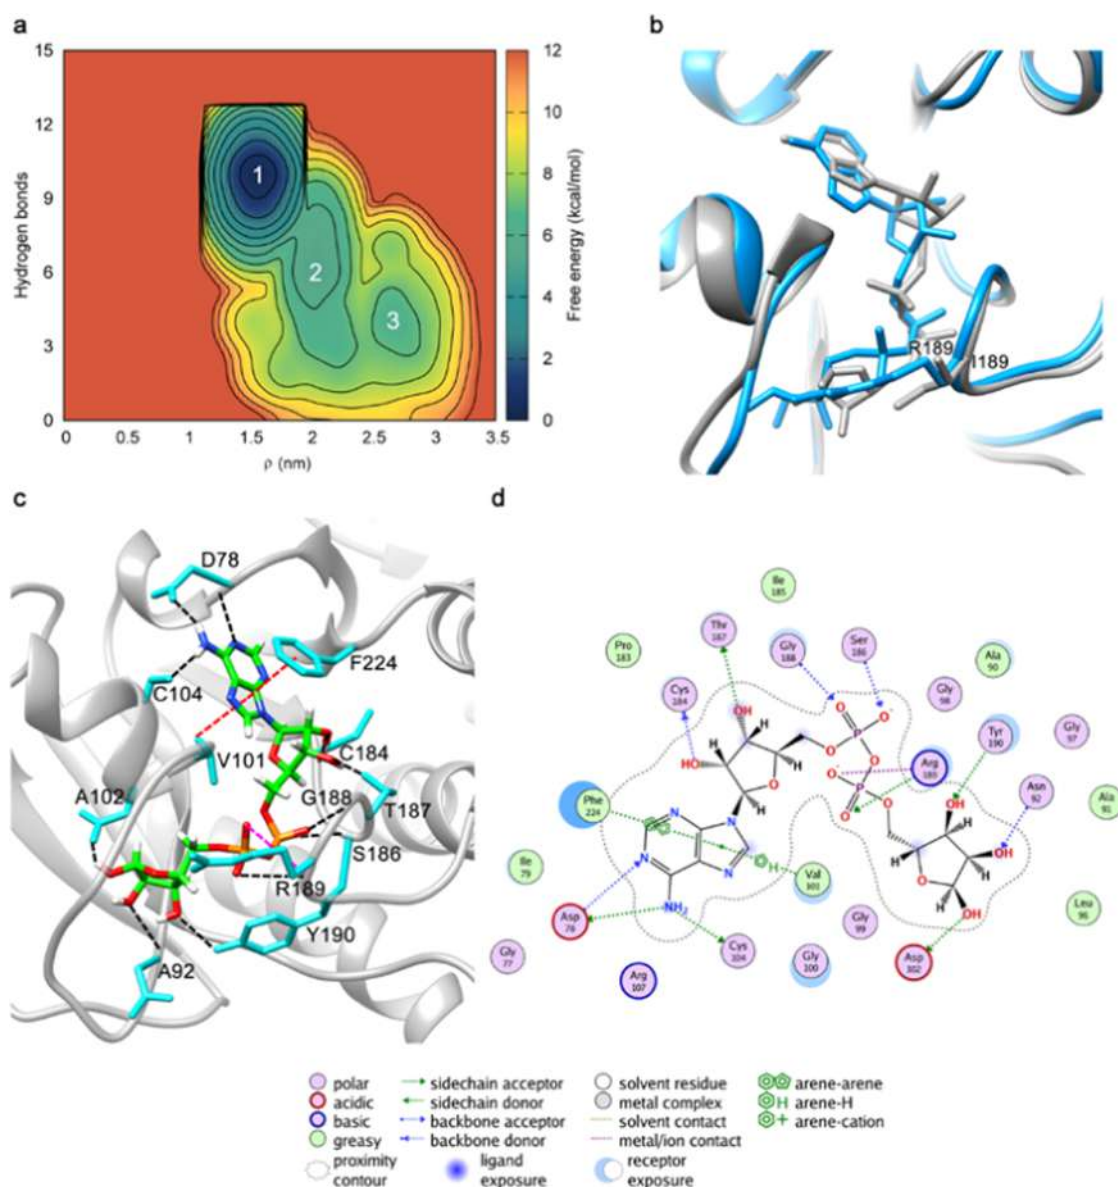 a
15
12
9
6
3
0
Hydrogen bonds
0
0.5
1
1.5
2
2.5
3
3.5
ρ (nm)
1
2
3
12
10
8
6
4
2
0
Free energy (kcal/mol)
b
R189
I189
c
D78
F224
C104
C184
V101
G188
T187
A102
S186
R189
Y190
A92
d
Ile
185
Thr
187
Pro
183
Gly
188
Ser
186
Ala
90
Cys
184
Gly
98
Tyr
190
Gly
97
Arg
189
Asn
92
Phe
224
Ala
91
Ile
79
Val
101
Leu
96
Asp
78
Gly
99
Gly
77
Cys
104
Gly
100
Asp
102
Arg
107
OH
HO
H
H
H
O
O
O
O⁻
P
O
O⁻
P
O
O
OH
OH
OH
H
H
H
H
O
N
N
N
N
NH₂
H
polar
acidic
basic
greasy
proximity
contour
sidechain acceptor
sidechain donor
backbone acceptor
backbone donor
ligand
exposure
solvent residue
metal complex
solvent contact
metal/ion contact
receptor
exposure
arene-arene
H arene-H
+ arene-cation